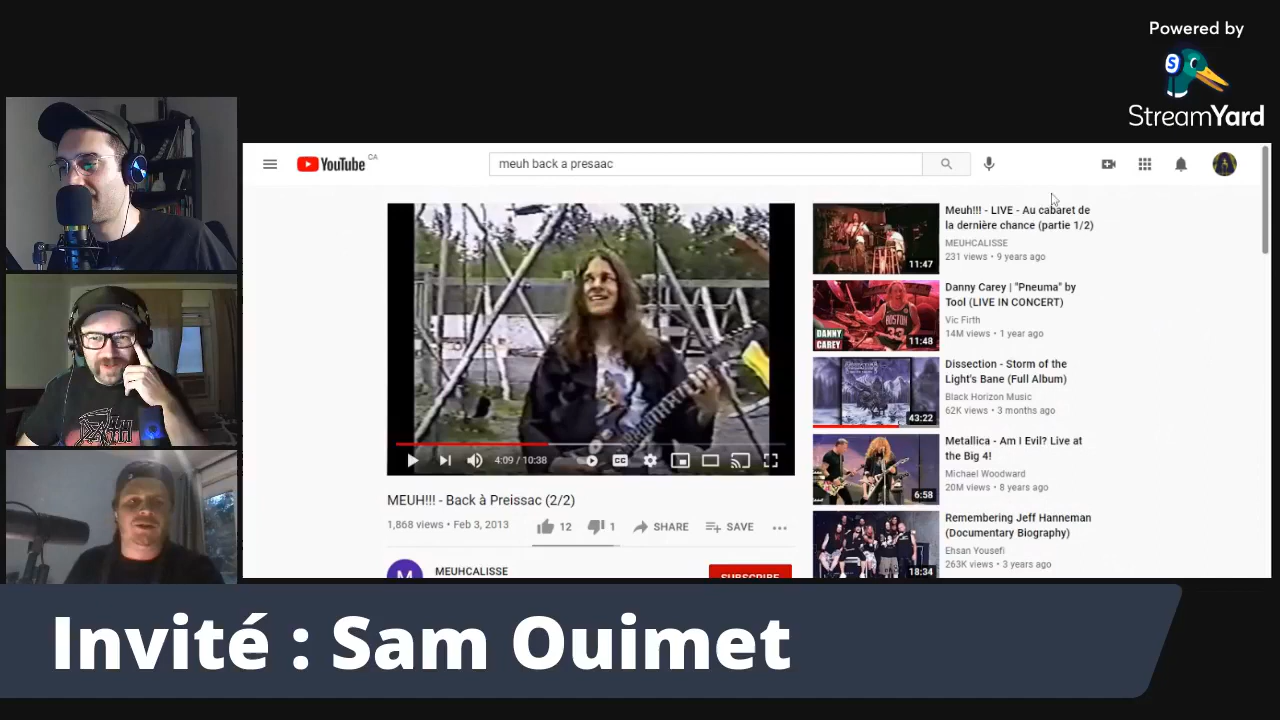 Powered by
StreamYard
YouTube CA
meuh back a presaac
Meuh!!! - LIVE - Au cabaret de
la dernière chance (partie 1/2)
MEUHCALISSE
231 views • 9 years ago
11:47
Danny Carey | "Pneuma" by
Tool (LIVE IN CONCERT)
Vic Firth
14M views • 1 year ago
DANNY
CAREY
BOSTON
11:48
Dissection - Storm of the
Light's Bane (Full Album)
Black Horizon Music
62K views • 3 months ago
43:22
Metallica - Am I Evil? Live at
the Big 4!
Michael Woodward
20M views • 8 years ago
6:58
Remembering Jeff Hanneman
(Documentary Biography)
Ehsan Yousefi
263K views • 3 years ago
18:34
4:09 / 10:38
CC
MEUH!!! - Back à Preissac (2/2)
1,868 views • Feb 3, 2013
12
1
SHARE
SAVE
M
MEUHCALISSE
SUBSCRIBE
Invité : Sam Ouimet